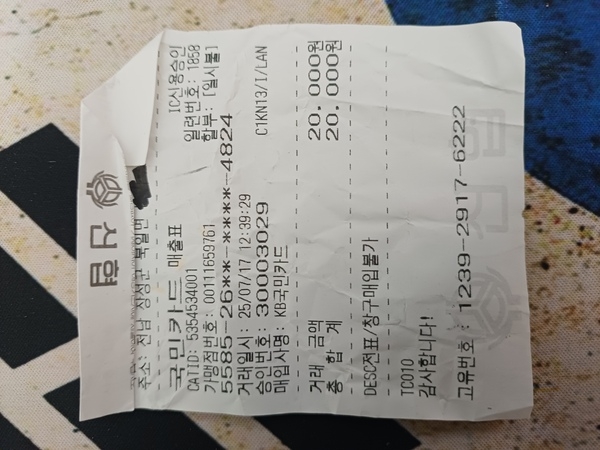 신협
주소: 전남 장성군 북일면
국민카드 매출표
IC신용승인
CATID: 5354534001
일련번호: 1858
가맹점번호: 00111659761
할부: [일시불]
5585-26**-****-4824
거래일시: 25/07/17 12:39:29
승인번호: 30003029
매입사명: KB국민카드
C1KN13/I/LAN
거래 금액 20.000원
총 합 계 20.000원
DESC전표/창구매입불가
TC010
감사합니다!
고유번호 : 1239-2917-6222